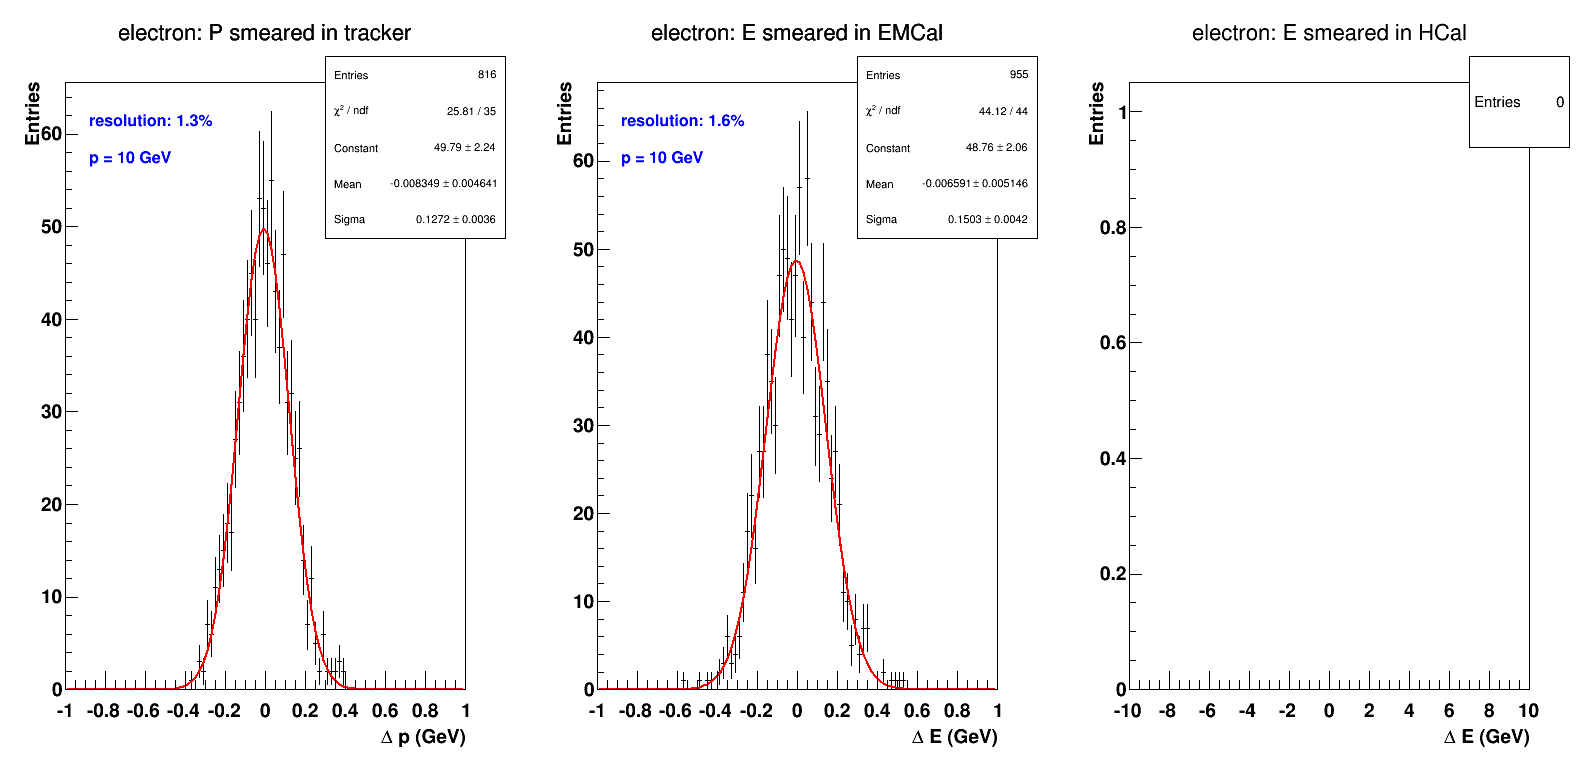 electron: P smeared in tracker
Entries 816
χ² / ndf 25.81 / 35
Constant 49.79 ± 2.24
Mean -0.008349 ± 0.004641
Sigma 0.1272 ± 0.0036
resolution: 1.3%
p = 10 GeV
Entries
60
50
40
30
20
10
0
-1 -0.8 -0.6 -0.4 -0.2 0 0.2 0.4 0.6 0.8 1
Δ p (GeV)
electron: E smeared in EMCal
Entries 955
χ² / ndf 44.12 / 44
Constant 48.76 ± 2.06
Mean -0.006591 ± 0.005146
Sigma 0.1503 ± 0.0042
resolution: 1.6%
p = 10 GeV
Entries
60
50
40
30
20
10
0
-1 -0.8 -0.6 -0.4 -0.2 0 0.2 0.4 0.6 0.8 1
Δ E (GeV)
electron: E smeared in HCal
Entries 0
Entries
1
0.8
0.6
0.4
0.2
0
-10 -8 -6 -4 -2 0 2 4 6 8 10
Δ E (GeV)